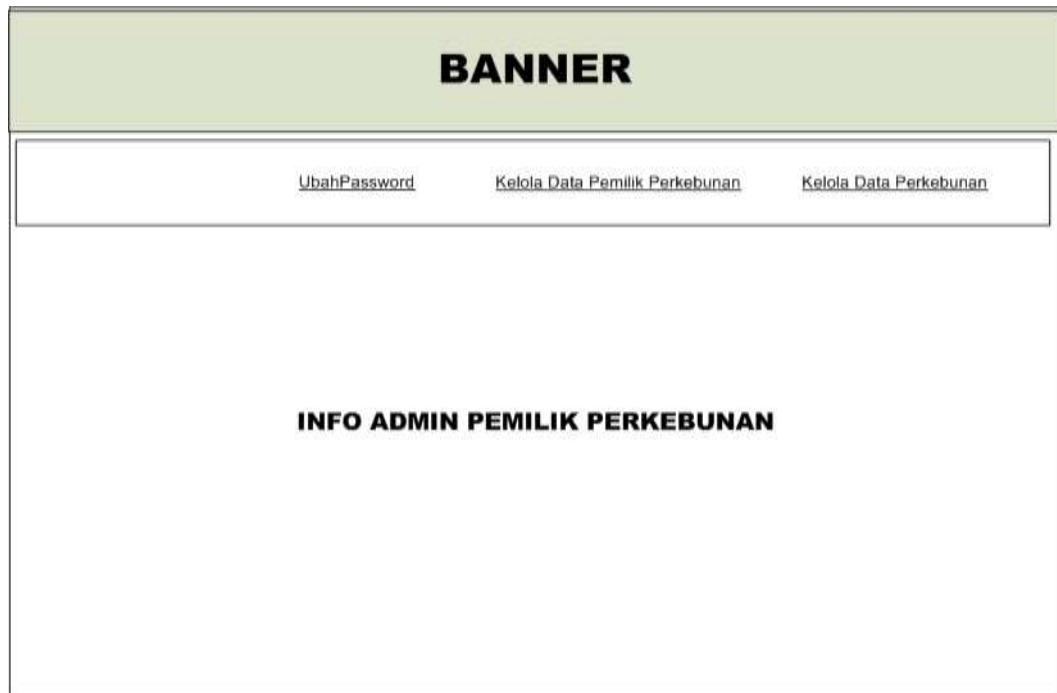 BANNER
UbahPassword Kelola Data Pemilik Perkebunan Kelola Data Perkebunan
INFO ADMIN PEMILIK PERKEBUNAN